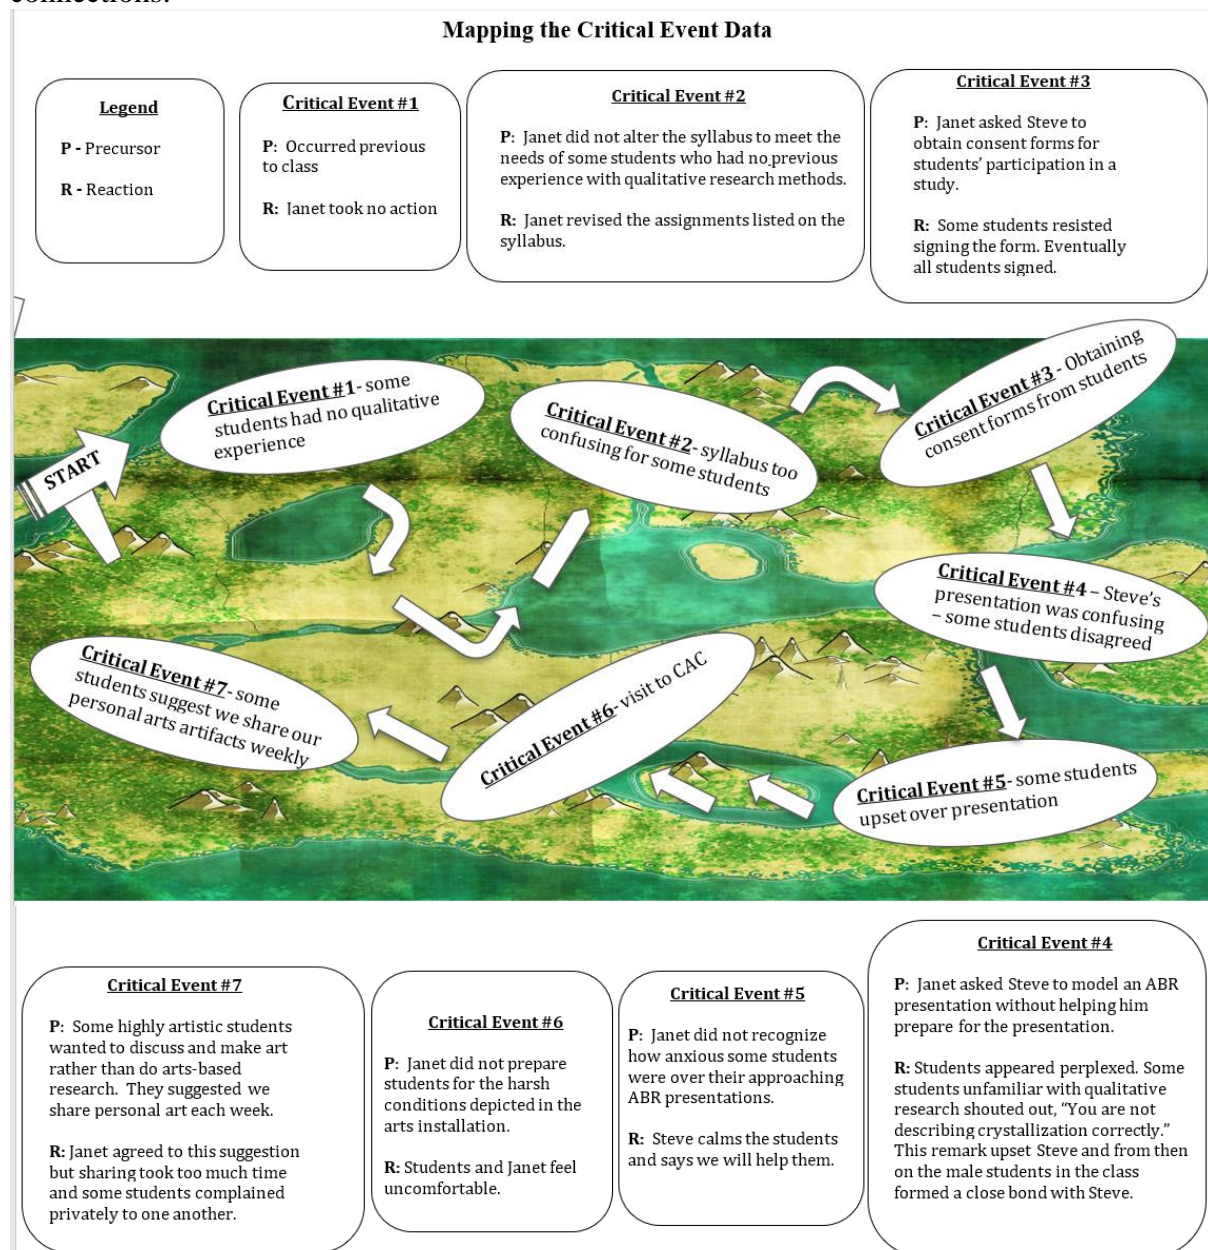 connections.
Mapping the Critical Event Data
Legend
P - Precursor
R - Reaction
Critical Event #1
P: Occurred previous
to class
R: Janet took no action
Critical Event #2
P: Janet did not alter the syllabus to meet the
needs of some students who had no previous
experience with qualitative research methods.
R: Janet revised the assignments listed on the
syllabus.
Critical Event #3
P: Janet asked Steve to
obtain consent forms for
students’ participation in a
study.
R: Some students resisted
signing the form. Eventually
all students signed.
START
Critical Event #1- some
students had no qualitative
experience
Critical Event #2- syllabus too
confusing for some students
Critical Event #3 - Obtaining
consent forms from students
Critical Event #4 – Steve’s
presentation was confusing
– some students disagreed
Critical Event #5- some students
upset over presentation
Critical Event #6- visit to CAC
Critical Event #7- some
students suggest we share our
personal arts artifacts weekly
Critical Event #7
P: Some highly artistic students
wanted to discuss and make art
rather than do arts-based
research. They suggested we
share personal art each week.
R: Janet agreed to this suggestion
but sharing took too much time
and some students complained
privately to one another.
Critical Event #6
P: Janet did not prepare
students for the harsh
conditions depicted in the
arts installation.
R: Students and Janet feel
uncomfortable.
Critical Event #5
P: Janet did not recognize
how anxious some students
were over their approaching
ABR presentations.
R: Steve calms the students
and says we will help them.
Critical Event #4
P: Janet asked Steve to model an ABR
presentation without helping him
prepare for the presentation.
R: Students appeared perplexed. Some
students unfamiliar with qualitative
research shouted out, “You are not
describing crystallization correctly.”
This remark upset Steve and from then
on the male students in the class
formed a close bond with Steve.